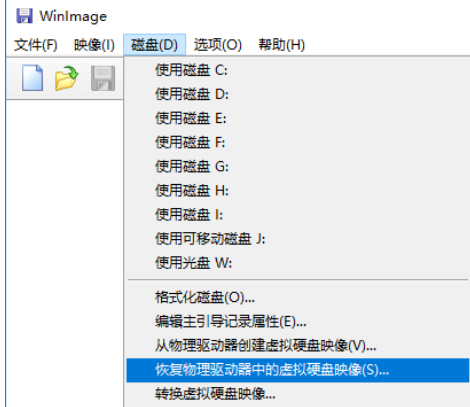 WinImage
文件(F) 映像(I) 磁盘(D) 选项(O) 帮助(H)
使用磁盘 C:
使用磁盘 D:
使用磁盘 E:
使用磁盘 F:
使用磁盘 G:
使用磁盘 H:
使用磁盘 I:
使用可移动磁盘 J:
使用光盘 W:
格式化磁盘(O)...
编辑主引导记录属性(E)...
从物理驱动器创建虚拟硬盘映像(V)...
恢复物理驱动器中的虚拟硬盘映像(S)...
转换虚拟硬盘映像...